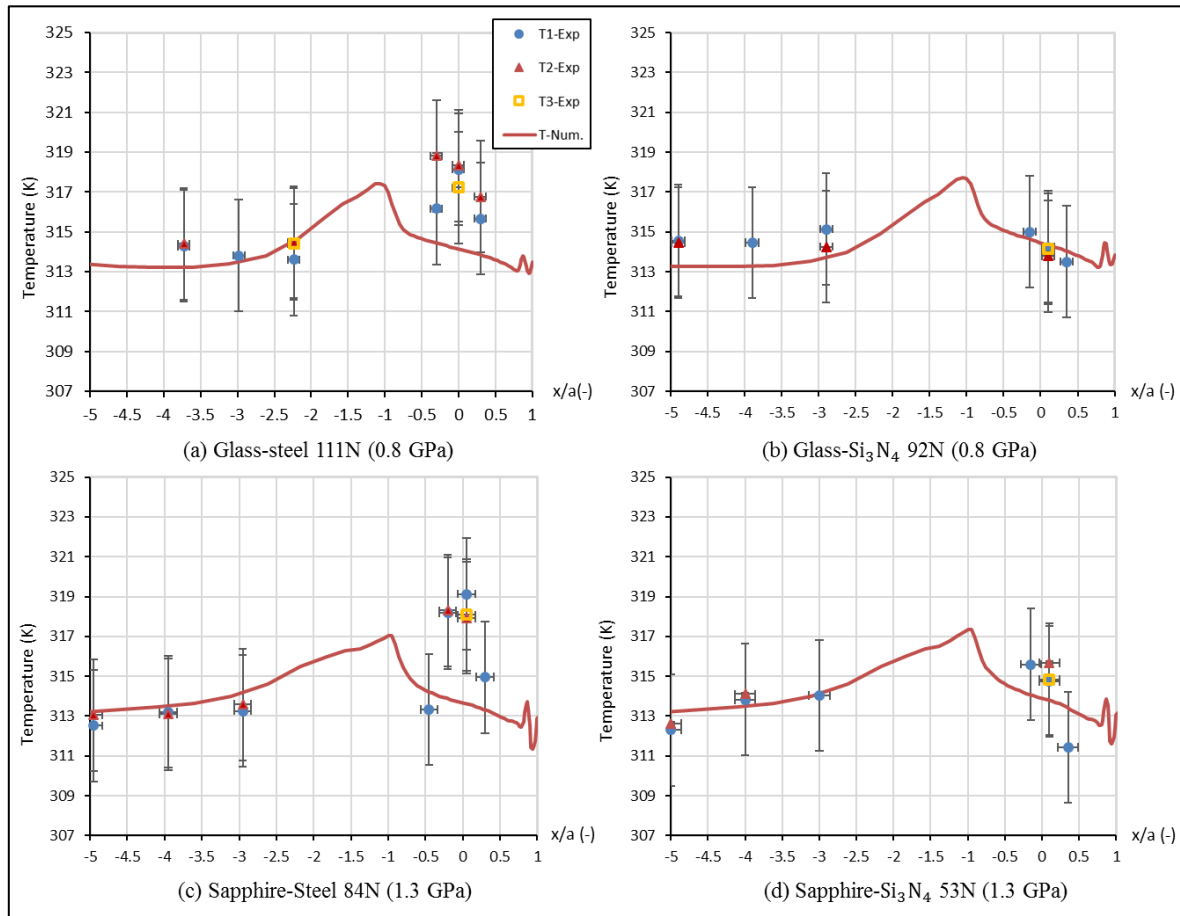 325
323
321
319
317
315
313
311
309
307
Temperature (K)
T1-Exp
T2-Exp
T3-Exp
T-Num.
x/a(-)
-5 -4.5 -4 -3.5 -3 -2.5 -2 -1.5 -1 -0.5 0 0.5 1
(a) Glass-steel 111N (0.8 GPa)
325
323
321
319
317
315
313
311
309
307
Temperature (K)
x/a (-)
-5 -4.5 -4 -3.5 -3 -2.5 -2 -1.5 -1 -0.5 0 0.5 1
(b) Glass-Si₃N₄ 92N (0.8 GPa)
325
323
321
319
317
315
313
311
309
307
Temperature (K)
x/a (-)
-5 -4.5 -4 -3.5 -3 -2.5 -2 -1.5 -1 -0.5 0 0.5 1
(c) Sapphire-Steel 84N (1.3 GPa)
325
323
321
319
317
315
313
311
309
307
Temperature (K)
x/a (-)
-5 -4.5 -4 -3.5 -3 -2.5 -2 -1.5 -1 -0.5 0 0.5 1
(d) Sapphire-Si₃N₄ 53N (1.3 GPa)